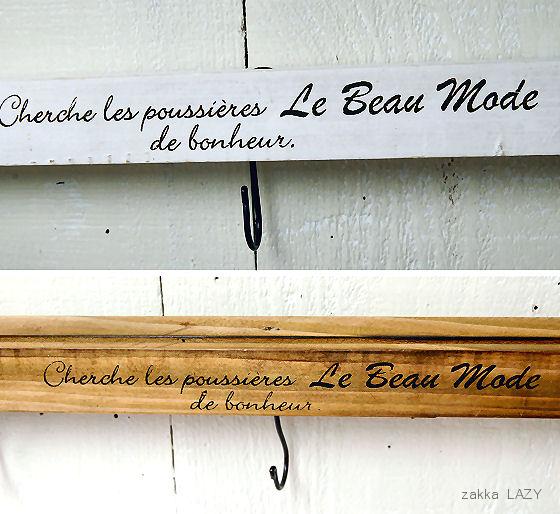 Cherche les poussières Le Beau Mode
de bonheur.
Cherche les poussières Le Beau Mode
de bonheur.
zakka LAZY